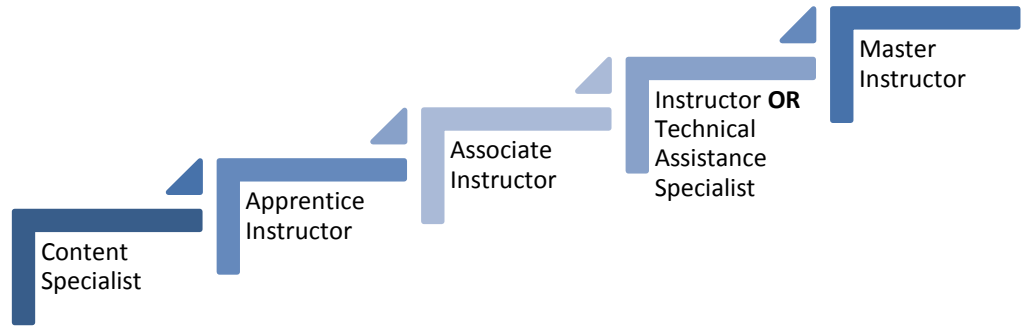 Content
Specialist
Apprentice
Instructor
Associate
Instructor
Instructor OR
Technical
Assistance
Specialist
Master
Instructor